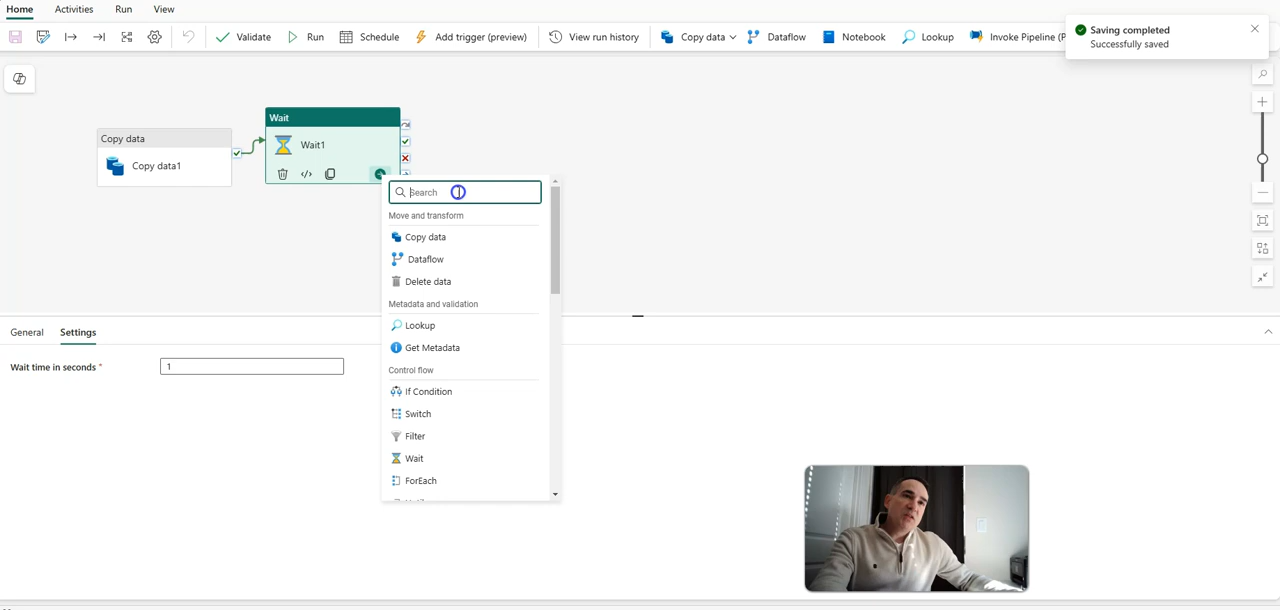 Home Activities Run View
Validate Run Schedule Add trigger (preview) View run history Copy data Dataflow Notebook Lookup Invoke Pipeline (P
Saving completed
Successfully saved
Copy data
Copy data1
Wait
Wait1
Search
Move and transform
Copy data
Dataflow
Delete data
Metadata and validation
Lookup
Get Metadata
Control flow
If Condition
Switch
Filter
Wait
ForEach
General Settings
Wait time in seconds * 1